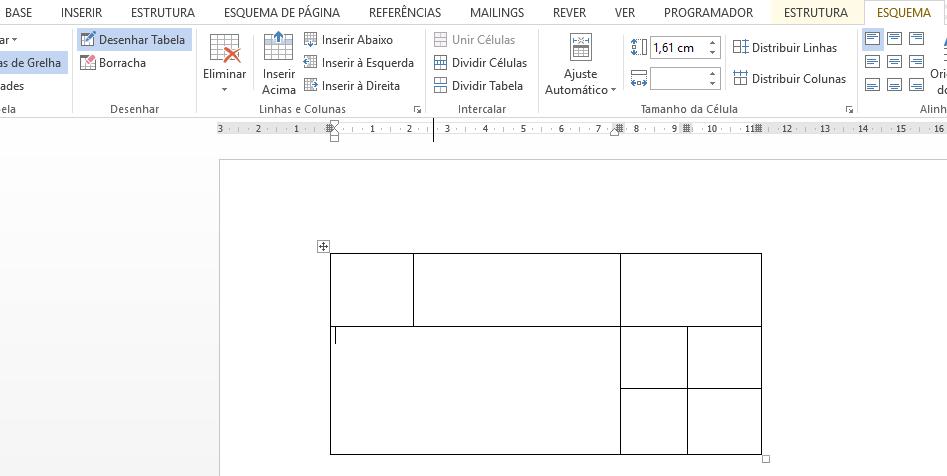 BASE INSERIR ESTRUTURA ESQUEMA DE PÁGINA REFERÊNCIAS MAILINGS REVER VER PROGRAMADOR ESTRUTURA ESQUEMA
ar
as de Grelha
ades
ela
Desenhar Tabela
Borracha
Desenhar
Eliminar
Inserir
Acima
Inserir Abaixo
Inserir à Esquerda
Inserir à Direita
Linhas e Colunas
Unir Células
Dividir Células
Dividir Tabela
Intercalar
Ajuste
Automático
1,61 cm
Distribuir Linhas
Distribuir Colunas
Tamanho da Célula
Orie
do
Alinh
3 2 1 1 2 3 4 5 6 7 8 9 10 11 12 13 14 15 16